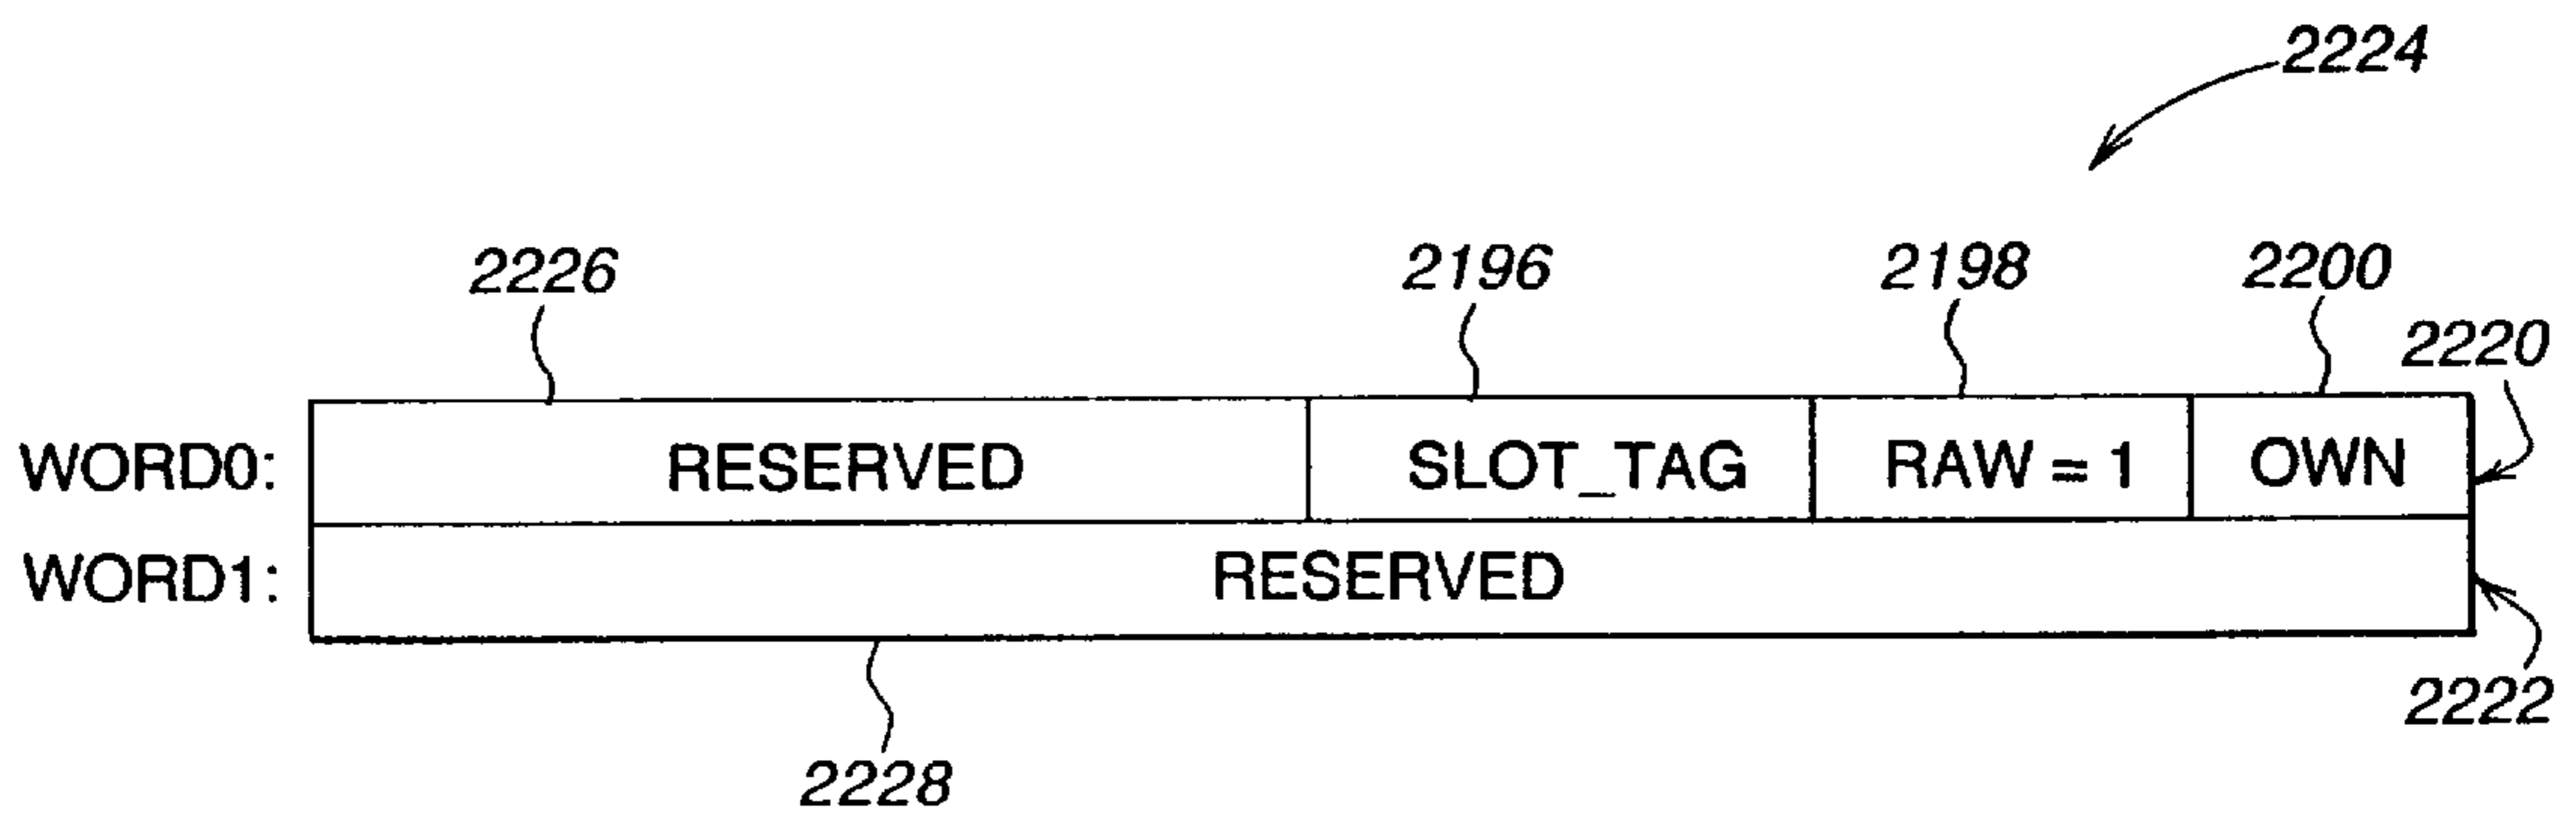 2224
2226 2196 2198 2200
2220
WORD0: RESERVED SLOT_TAG RAW = 1 OWN
WORD1: RESERVED
2222
2228